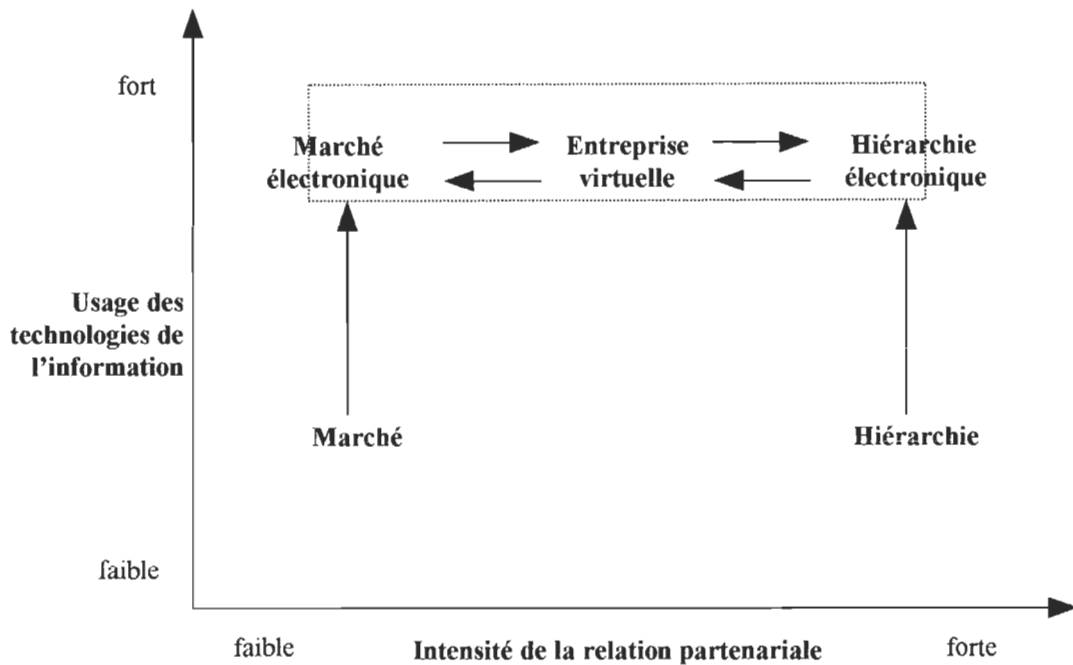 fort
Marché
électronique
Entreprise
virtuelle
Hiérarchie
électronique
Usage des
technologies de
l'information
Marché
Hiérarchie
faible
faible
Intensité de la relation partenariale
forte